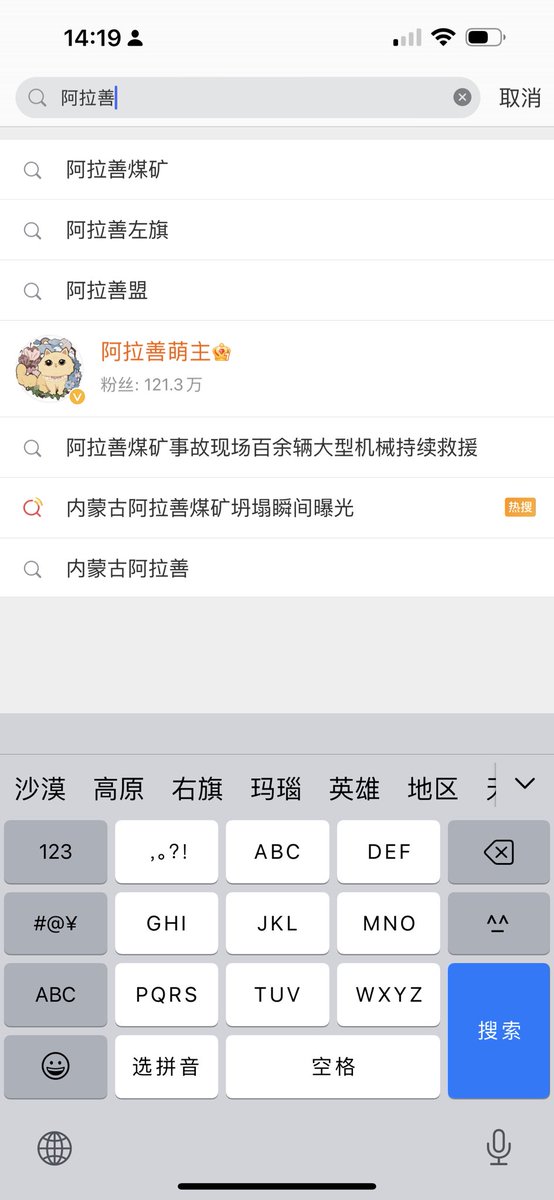 14:19
阿拉善
取消
阿拉善煤矿
阿拉善左旗
阿拉善盟
阿拉善萌主
粉丝: 121.3万
阿拉善煤矿事故现场百余辆大型机械持续救援
内蒙古阿拉善煤矿坍塌瞬间曝光 热搜
内蒙古阿拉善
沙漠 高原 右旗 玛瑙 英雄 地区
123 ,。?! ABC DEF
#@¥ GHI JKL MNO ^^
ABC PQRS TUV WXYZ 搜索
选拼音 空格